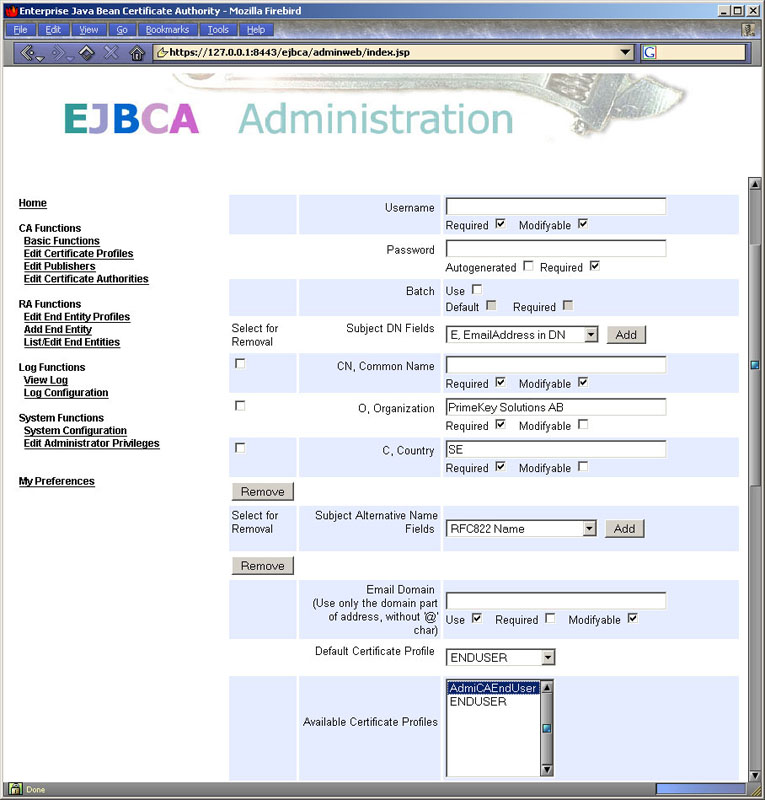 Enterprise Java Bean Certificate Authority - Mozilla Firebird
File Edit View Go Bookmarks Tools Help
https://127.0.0.1:8443/ejbca/adminweb/index.jsp
G
EJBCA Administration
Home
CA Functions
Basic Functions
Edit Certificate Profiles
Edit Publishers
Edit Certificate Authorities
RA Functions
Edit End Entity Profiles
Add End Entity
List/Edit End Entities
Log Functions
View Log
Log Configuration
System Functions
System Configuration
Edit Administrator Privileges
My Preferences
Username
Required Modifyable
Password
Autogenerated Required
Batch
Use
Default Required
Select for
Removal
Subject DN Fields
E, EmailAddress in DN
Add
CN, Common Name
Required Modifyable
O, Organization
PrimeKey Solutions AB
Required Modifyable
C, Country
SE
Required Modifyable
Remove
Select for
Removal
Subject Alternative Name
Fields
RFC822 Name
Add
Remove
Email Domain
(Use only the domain part
of address, without '@'
char)
Use Required Modifyable
Default Certificate Profile
ENDUSER
Available Certificate Profiles
AdmiCAEndUser
ENDUSER
Done